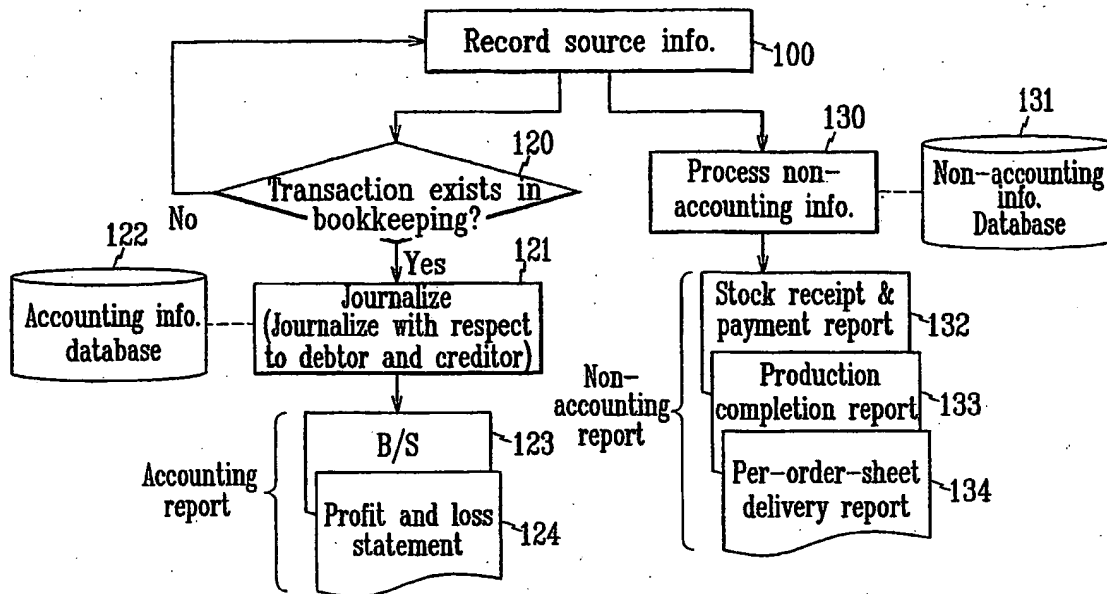 Record source info.
100
120
Transaction exists in
bookkeeping?
No
Yes
130
Process non-
accounting info.
131
Non-accounting
info.
Database
122
Accounting info.
database
121
Journalize
(Journalize with respect
to debtor and creditor)
Accounting
report
B/S
123
Profit and loss
statement
124
Non-
accounting
report
Stock receipt &
payment report
132
Production
completion report
133
Per-order-sheet
delivery report
134